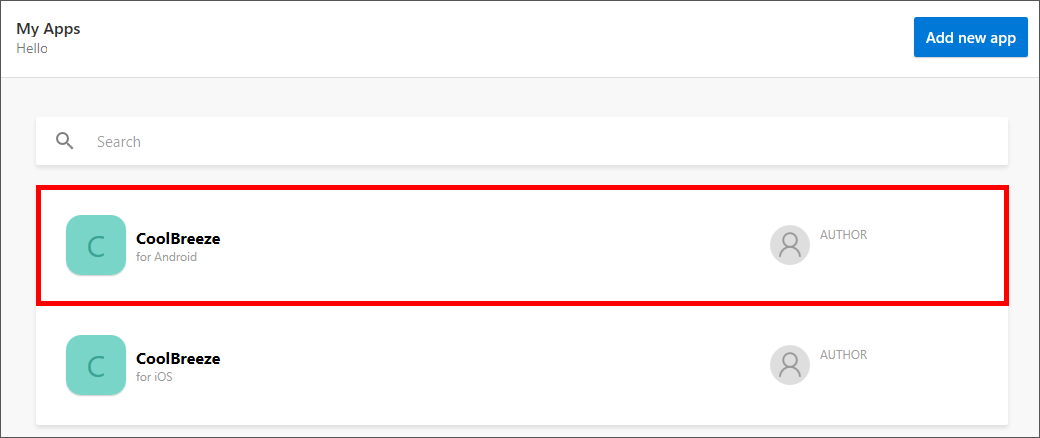 My Apps
Hello
Add new app
Search
C
CoolBreeze
for Android
AUTHOR
C
CoolBreeze
for iOS
AUTHOR